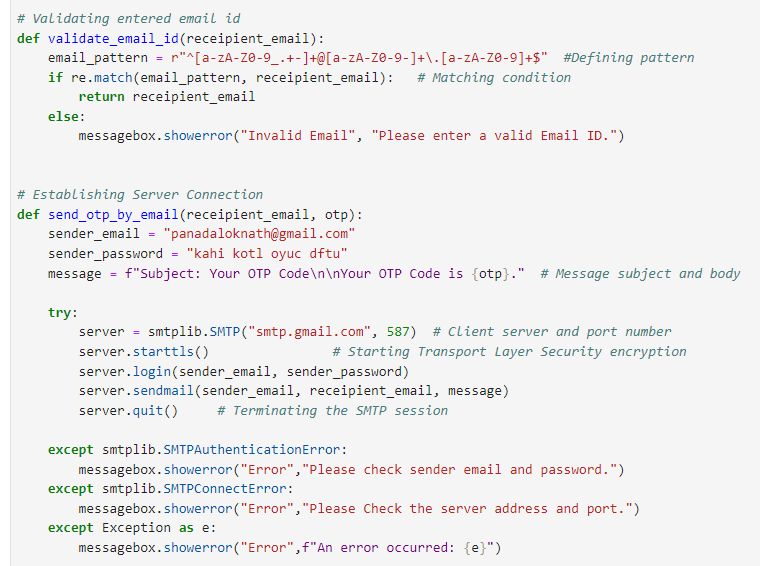 # Validating entered email id
def validate_email_id(receipient_email):
    email_pattern = r"^[a-zA-Z0-9_.+-]+@[a-zA-Z0-9-]+\.[a-zA-Z0-9]+$"  #Defining pattern
    if re.match(email_pattern, receipient_email):   # Matching condition
        return receipient_email
    else:
        messagebox.showerror("Invalid Email", "Please enter a valid Email ID.")
# Establishing Server Connection
def send_otp_by_email(receipient_email, otp):
    sender_email = "panadaloknath@gmail.com"
    sender_password = "kahi kotl oyuc dftu"
    message = f"Subject: Your OTP Code\n\nYour OTP Code is {otp}."  # Message subject and body
    try:
        server = smtplib.SMTP("smtp.gmail.com", 587)  # Client server and port number
        server.starttls()                # Starting Transport Layer Security encryption
        server.login(sender_email, sender_password)
        server.sendmail(sender_email, receipient_email, message)
        server.quit()     # Terminating the SMTP session
    except smtplib.SMTPAuthenticationError:
        messagebox.showerror("Error","Please check sender email and password.")
    except smtplib.SMTPConnectError:
        messagebox.showerror("Error","Please Check the server address and port.")
    except Exception as e:
        messagebox.showerror("Error",f"An error occurred: {e}")